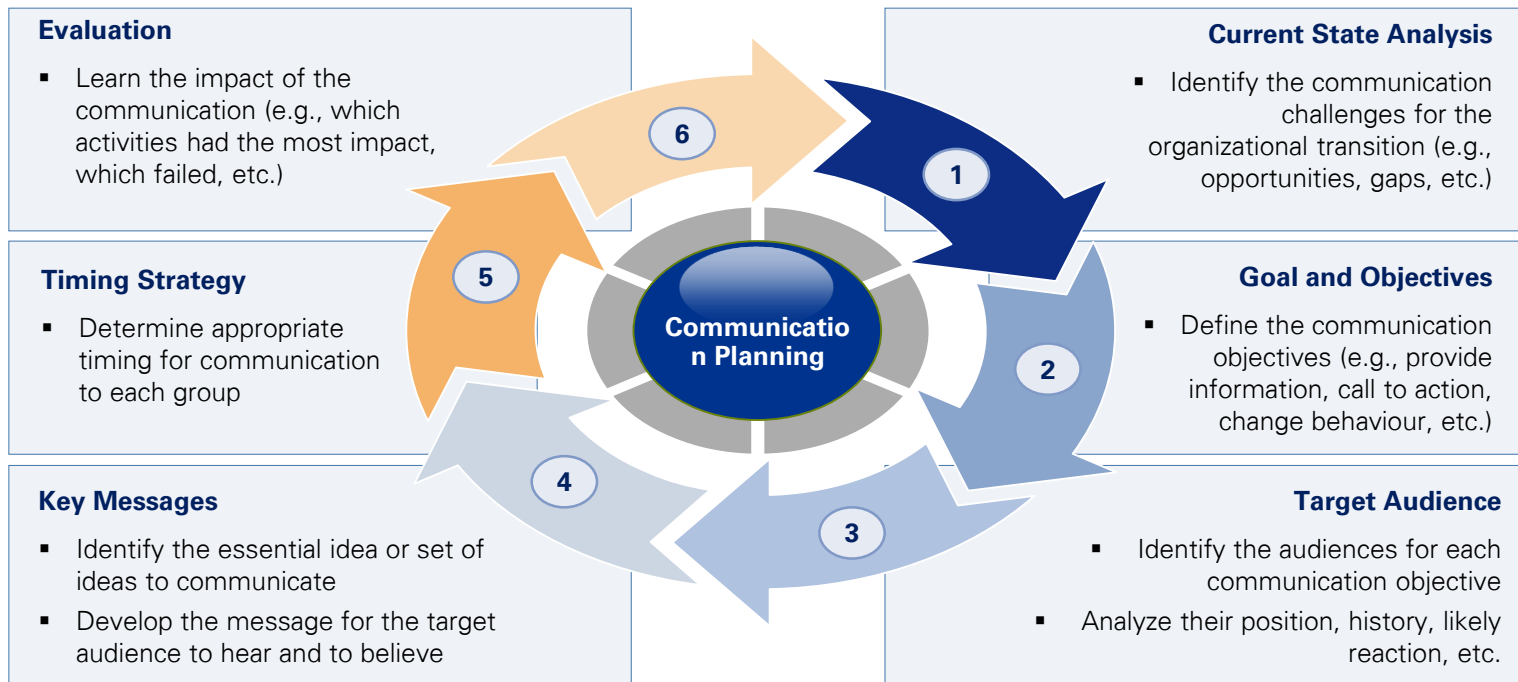 Current State Analysis
▪ Identify the communication
challenges for the
organizational transition (e.g.,
opportunities, gaps, etc.)
1
Goal and Objectives
▪ Define the communication
objectives (e.g., provide
information, call to action,
change behaviour, etc.)
2
Target Audience
▪ Identify the audiences for each
communication objective
▪ Analyze their position, history, likely
reaction, etc.
3
Key Messages
▪ Identify the essential idea or set of
ideas to communicate
▪ Develop the message for the target
audience to hear and to believe
4
Timing Strategy
▪ Determine appropriate
timing for communication
to each group
5
Evaluation
▪ Learn the impact of the
communication (e.g., which
activities had the most impact,
which failed, etc.)
6
Communicatio
n Planning